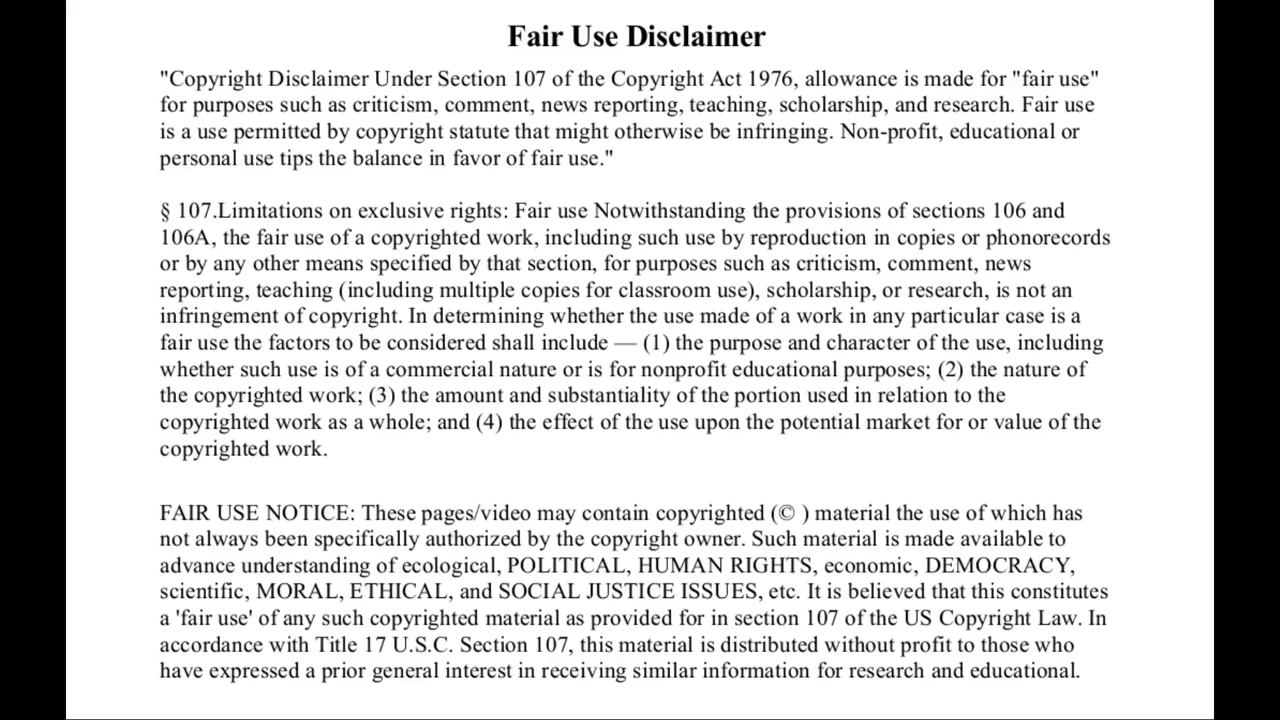 Fair Use Disclaimer
"Copyright Disclaimer Under Section 107 of the Copyright Act 1976, allowance is made for "fair use"
for purposes such as criticism, comment, news reporting, teaching, scholarship, and research. Fair use
is a use permitted by copyright statute that might otherwise be infringing. Non-profit, educational or
personal use tips the balance in favor of fair use."
§ 107.Limitations on exclusive rights: Fair use Notwithstanding the provisions of sections 106 and
106A, the fair use of a copyrighted work, including such use by reproduction in copies or phonorecords
or by any other means specified by that section, for purposes such as criticism, comment, news
reporting, teaching (including multiple copies for classroom use), scholarship, or research, is not an
infringement of copyright. In determining whether the use made of a work in any particular case is a
fair use the factors to be considered shall include — (1) the purpose and character of the use, including
whether such use is of a commercial nature or is for nonprofit educational purposes; (2) the nature of
the copyrighted work; (3) the amount and substantiality of the portion used in relation to the
copyrighted work as a whole; and (4) the effect of the use upon the potential market for or value of the
copyrighted work.
FAIR USE NOTICE: These pages/video may contain copyrighted (© ) material the use of which has
not always been specifically authorized by the copyright owner. Such material is made available to
advance understanding of ecological, POLITICAL, HUMAN RIGHTS, economic, DEMOCRACY,
scientific, MORAL, ETHICAL, and SOCIAL JUSTICE ISSUES, etc. It is believed that this constitutes
a 'fair use' of any such copyrighted material as provided for in section 107 of the US Copyright Law. In
accordance with Title 17 U.S.C. Section 107, this material is distributed without profit to those who
have expressed a prior general interest in receiving similar information for research and educational.